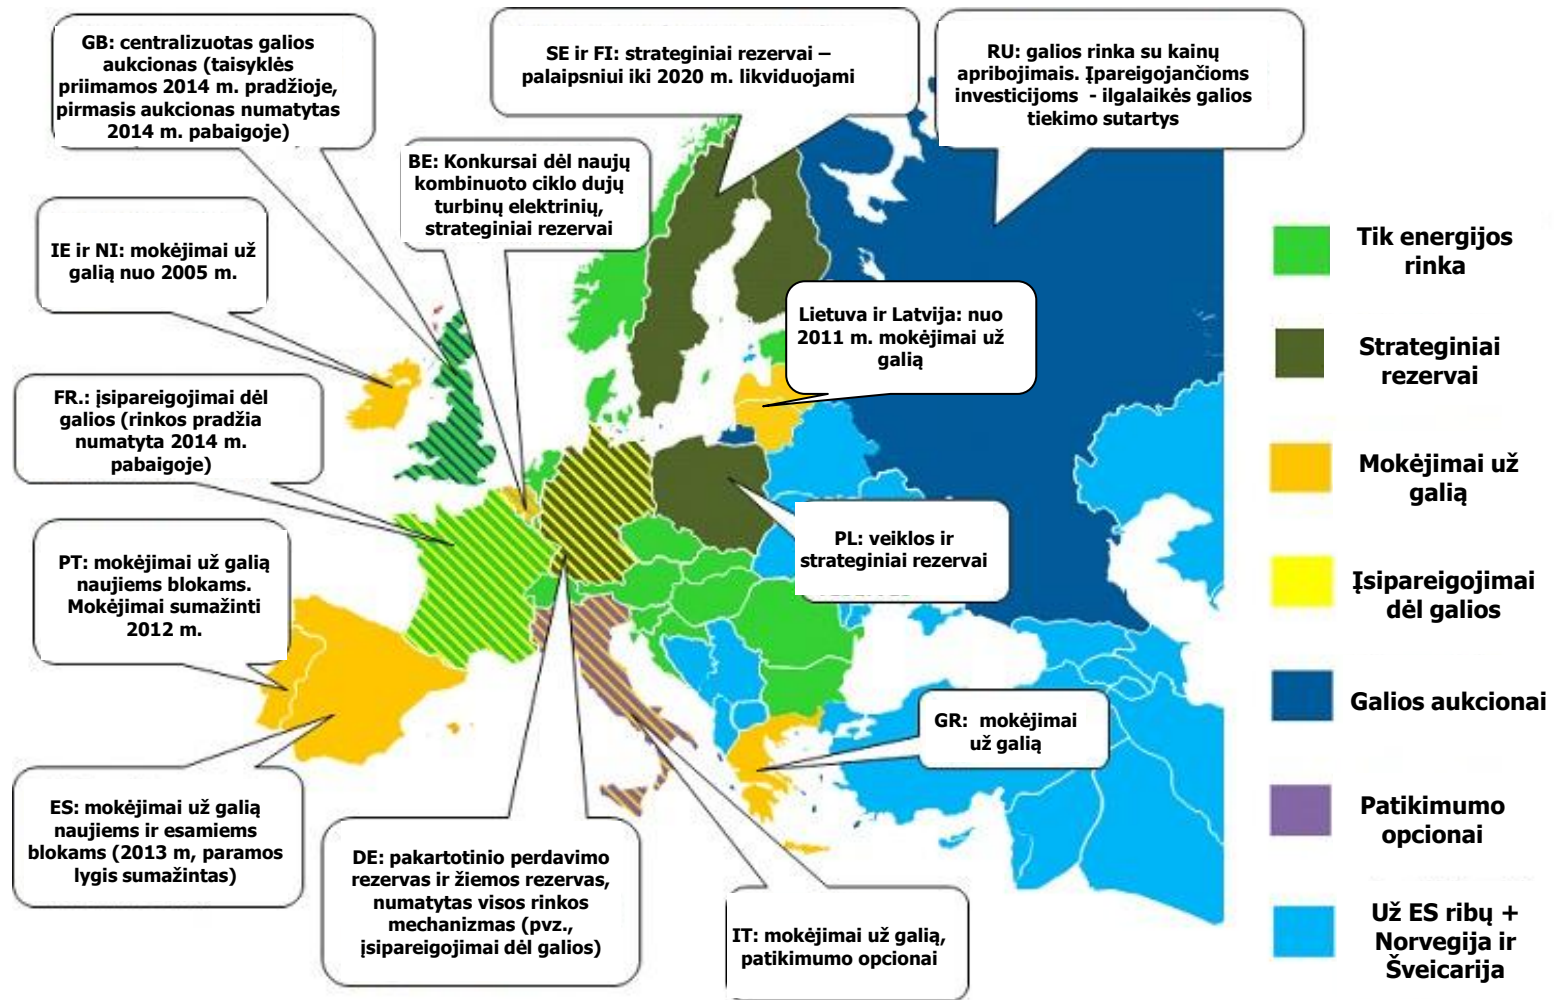 GB: centralizuotas galios
aukcionas (taisyklės
priimamos 2014 m. pradžioje,
pirmasis aukcionas numatytas
2014 m. pabaigoje)
SE ir FI: strateginiai rezervai –
palaipsniui iki 2020 m. likviduojami
RU: galios rinka su kainų
apribojimais. Įpareigojančioms
investicijoms - ilgalaikės galios
tiekimo sutartys
BE: Konkursai dėl naujų
kombinuoto ciklo dujų
turbinų elektrinių,
strateginiai rezervai
IE ir NI: mokėjimai už
galią nuo 2005 m.
Lietuva ir Latvija: nuo
2011 m. mokėjimai už
galią
FR.: įsipareigojimai dėl
galios (rinkos pradžia
numatyta 2014 m.
pabaigoje)
PL: veiklos ir
strateginiai rezervai
PT: mokėjimai už galią
naujiems blokams.
Mokėjimai sumažinti
2012 m.
GR: mokėjimai
už galią
ES: mokėjimai už galią
naujiems ir esamiems
blokams (2013 m, paramos
lygis sumažintas)
DE: pakartotinio perdavimo
rezervas ir žiemos rezervas,
numatytas visos rinkos
mechanizmas (pvz.,
įsipareigojimai dėl galios)
IT: mokėjimai už galią,
patikimumo opcionai
Tik energijos
rinka
Strateginiai
rezervai
Mokėjimai už
galią
Įsipareigojimai
dėl galios
Galios aukcionai
Patikimumo
opcionai
Už ES ribų +
Norvegija ir
Šveicarija